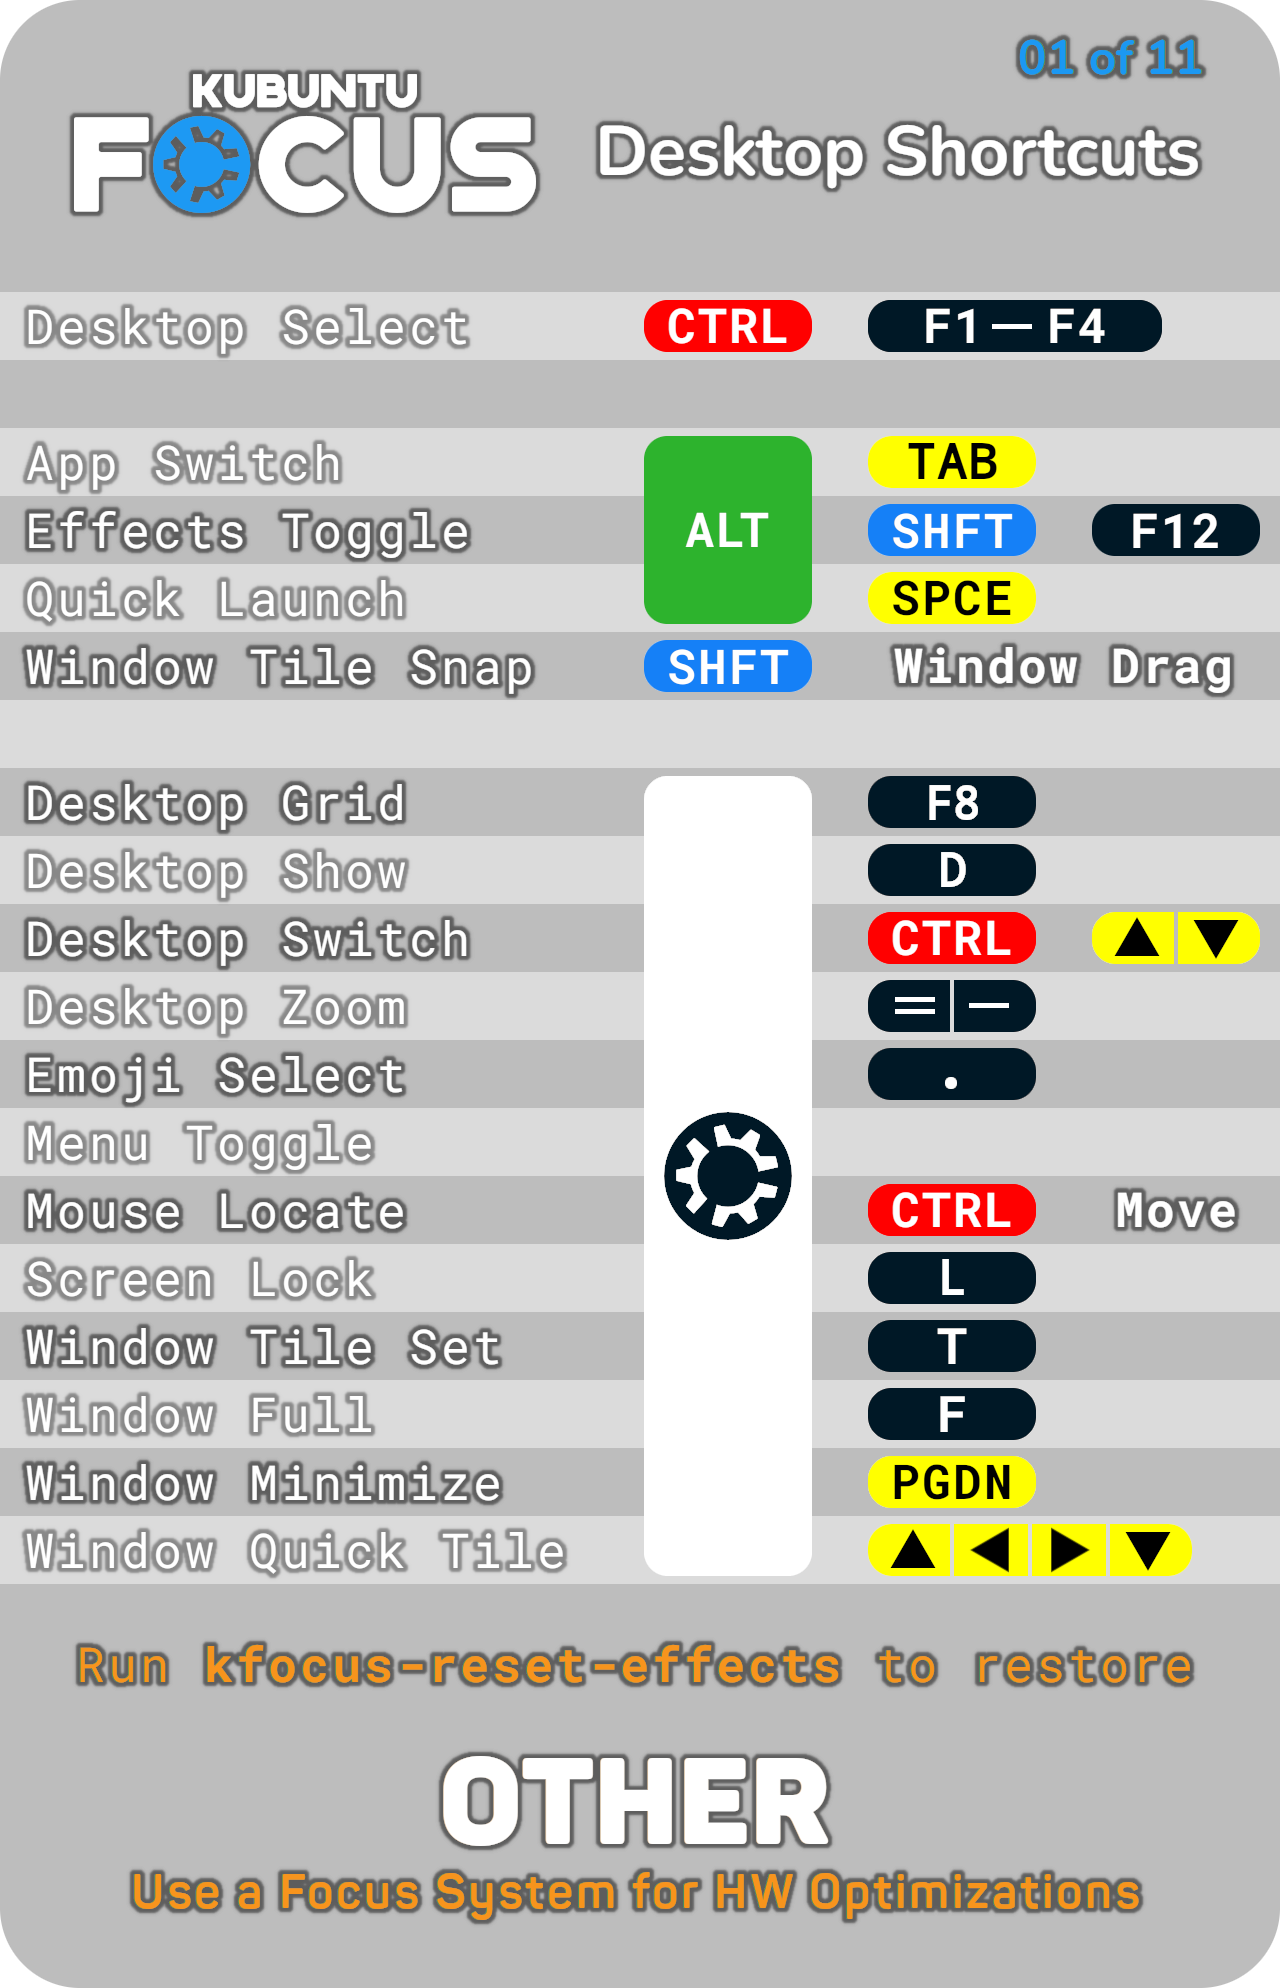 01 of 11
KUBUNTU
FOCUS
Desktop Shortcuts
Desktop Select CTRL F1 — F4
App Switch TAB
Effects Toggle ALT SHFT F12
Quick Launch SPCE
Window Tile Snap SHFT Window Drag
Desktop Grid F8
Desktop Show D
Desktop Switch CTRL ▲ ▼
Desktop Zoom = —
Emoji Select .
Menu Toggle
Mouse Locate CTRL Move
Screen Lock L
Window Tile Set T
Window Full F
Window Minimize PGDN
Window Quick Tile ▲ ◀ ▶ ▼
Run kfocus-reset-effects to restore
OTHER
Use a Focus System for HW Optimizations